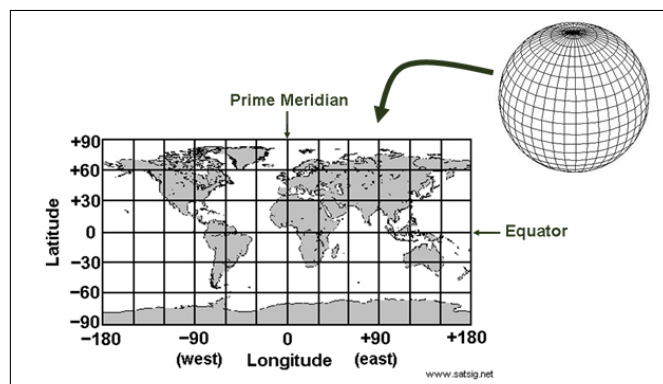 Prime Meridian
+90
+60
+30
0
−30
−60
−90
Latitude
Equator
−180 −90 0 +90 +180
(west) Longitude (east)
www.satsig.net